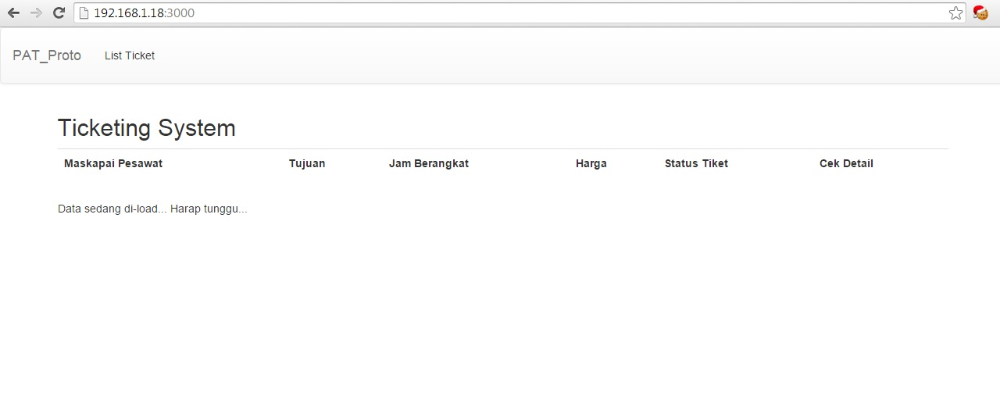 192.168.1.18:3000
PAT_Proto List Ticket
Ticketing System
Maskapai Pesawat Tujuan Jam Berangkat Harga Status Tiket Cek Detail
Data sedang di-load... Harap tunggu...